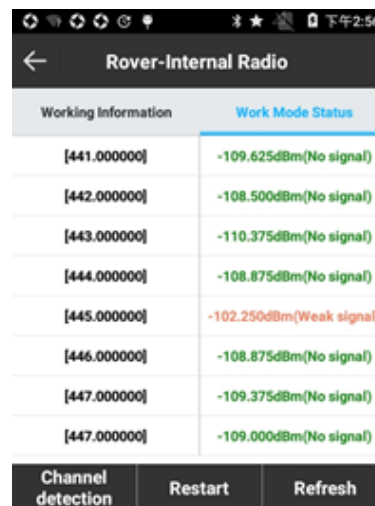 下午2:56
Rover-Internal Radio
Working Information Work Mode Status
[441.000000] -109.625dBm(No signal)
[442.000000] -108.500dBm(No signal)
[443.000000] -110.375dBm(No signal)
[444.000000] -108.875dBm(No signal)
[445.000000] -102.250dBm(Weak signal
[446.000000] -108.875dBm(No signal)
[447.000000] -109.375dBm(No signal)
[447.000000] -109.000dBm(No signal)
Channel
detection Restart Refresh